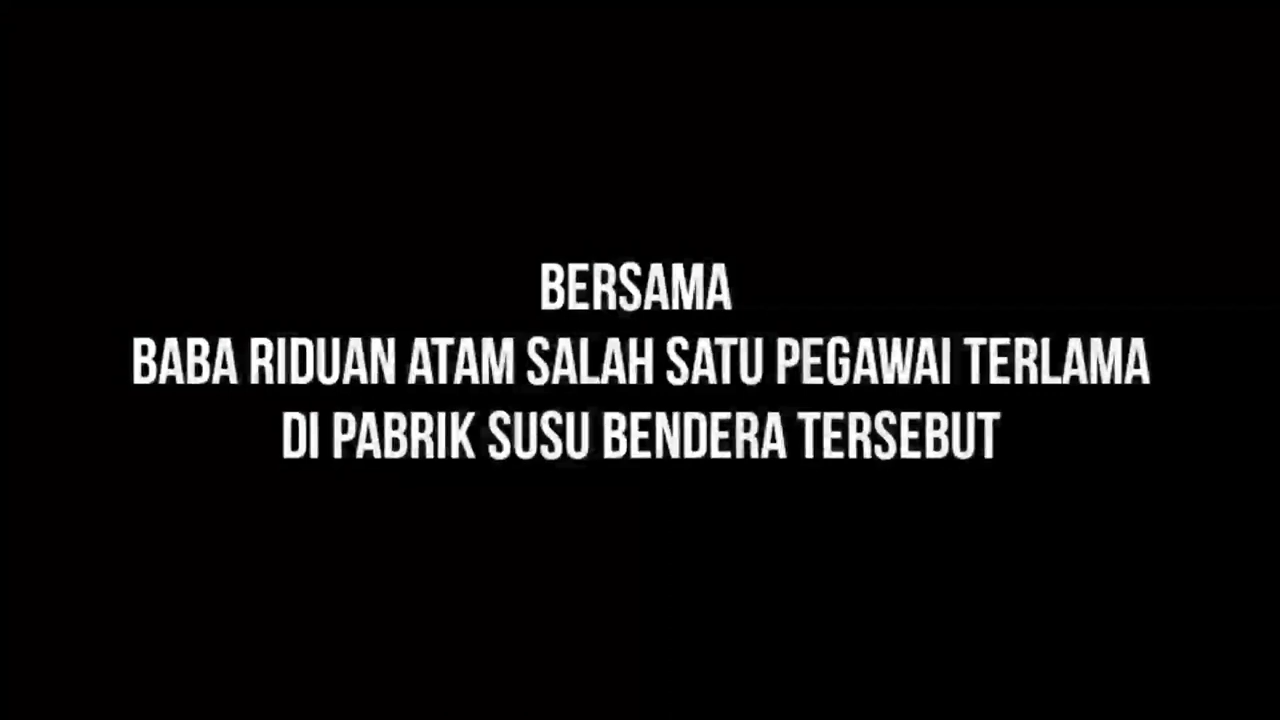 BERSAMA
BABA RIDUAN ATAM SALAH SATU PEGAWAI TERLAMA
DI PABRIK SUSU BENDERA TERSEBUT